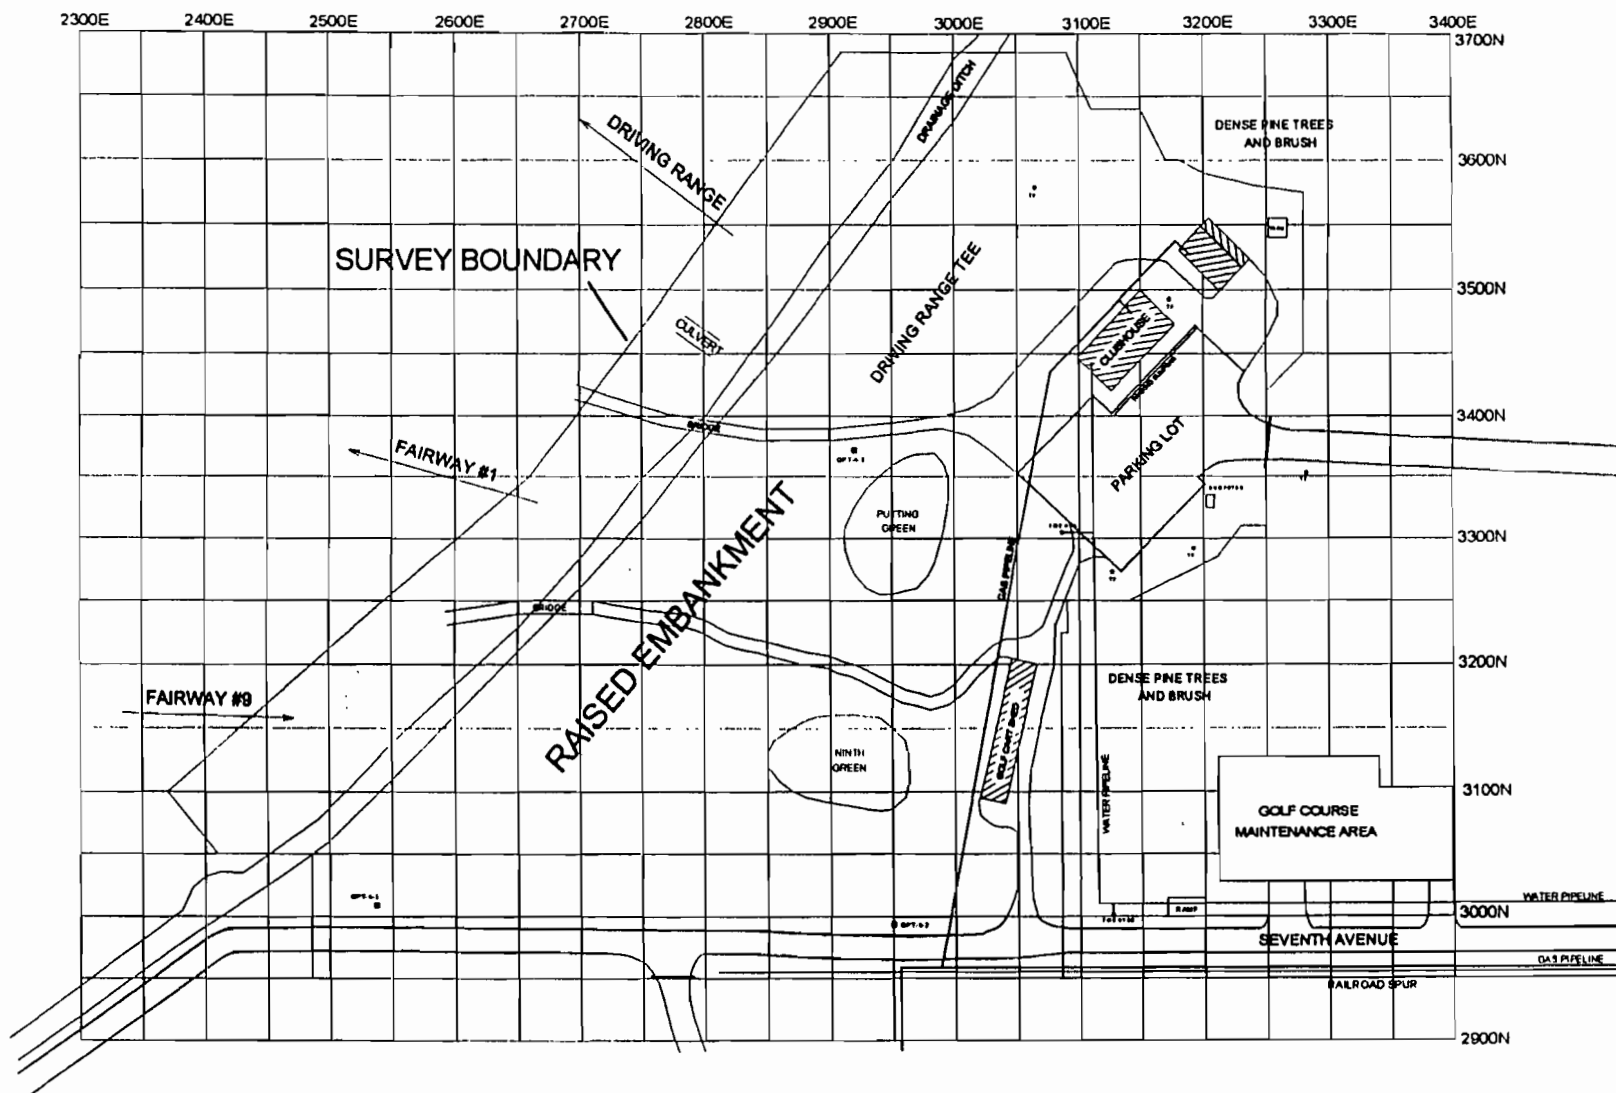 2300E 2400E 2500E 2600E 2700E 2800E 2900E 3000E 3100E 3200E 3300E 3400E
3700N
DRAINAGE DITCH
DRIVING RANGE
DENSE PINE TREES
AND BRUSH
3600N
SURVEY BOUNDARY
DRIVING RANGE TEE
3500N
CULVERT
CLUBHOUSE
3400N
BRIDGE
FAIRWAY #1
PARKING LOT
PUTTING
GREEN
RAISED EMBANKMENT
GAS PIPELINE
3300N
BRIDGE
3200N
FAIRWAY #9
DENSE PINE TREES
AND BRUSH
GOLF CART SHED
NINTH
GREEN
3100N
WATER PIPELINE
GOLF COURSE
MAINTENANCE AREA
WATER PIPELINE
RAMP
3000N
SEVENTH AVENUE
GAS PIPELINE
RAILROAD SPUR
2900N